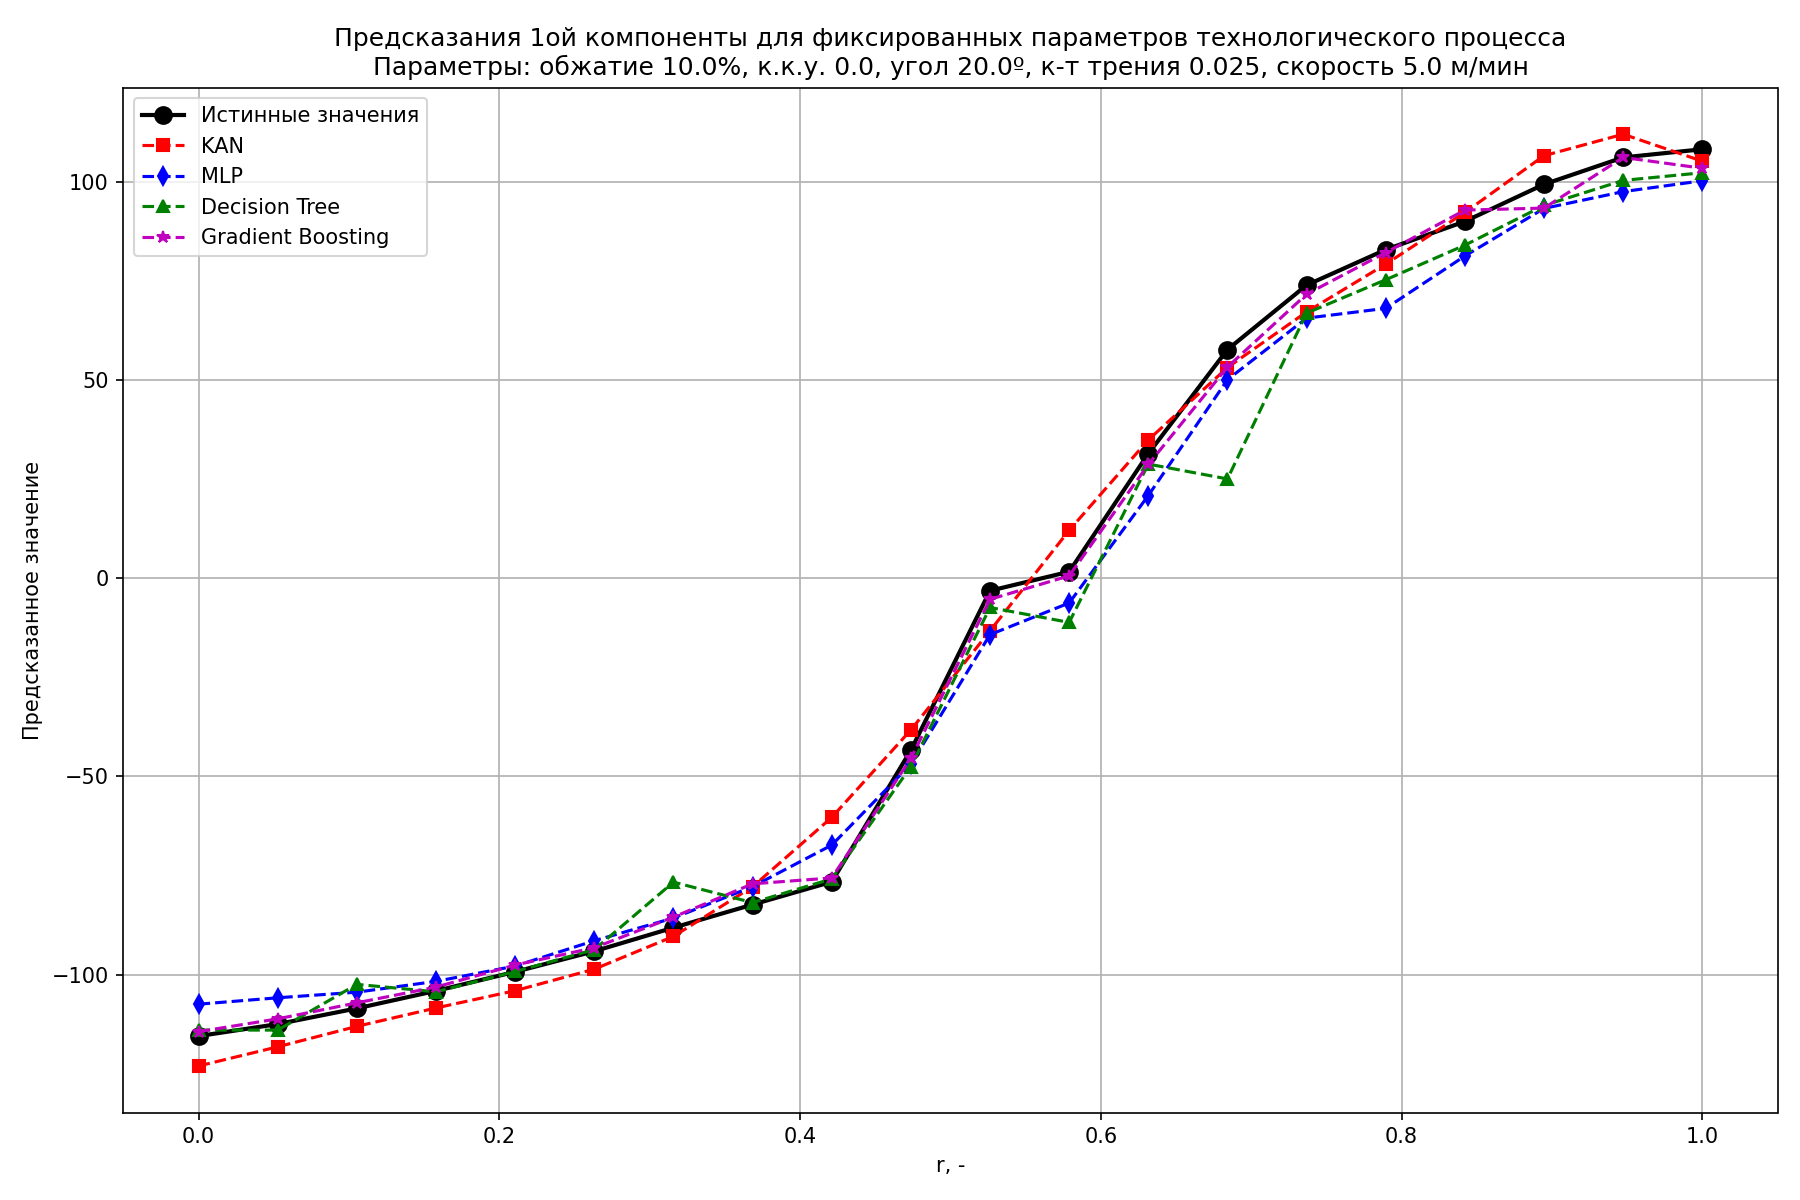 Предсказания 1ой компоненты для фиксированных параметров технологического процесса
Параметры: обжатие 10.0%, к.к.у. 0.0, угол 20.0º, к-т трения 0.025, скорость 5.0 м/мин
Истинные значения
KAN
MLP
Decision Tree
Gradient Boosting
Предсказанное значение
100
50
0
−50
−100
0.0
0.2
0.4
0.6
0.8
1.0
r, -